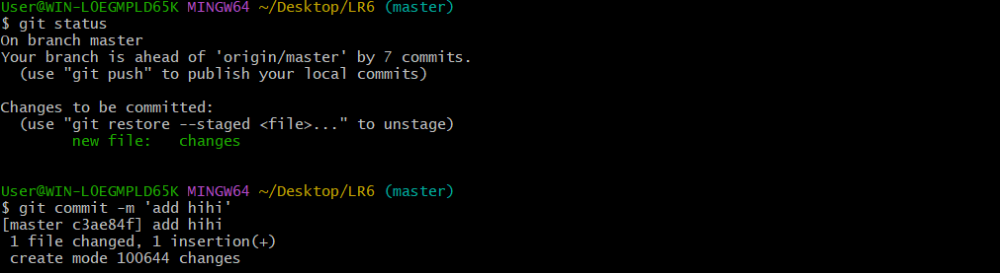 User@WIN-LOEGMPLD65K MINGW64 ~/Desktop/LR6 (master)
$ git status
On branch master
Your branch is ahead of 'origin/master' by 7 commits.
  (use "git push" to publish your local commits)

Changes to be committed:
  (use "git restore --staged <file>..." to unstage)
        new file:   changes

User@WIN-LOEGMPLD65K MINGW64 ~/Desktop/LR6 (master)
$ git commit -m 'add hihi'
[master c3ae84f] add hihi
 1 file changed, 1 insertion(+)
 create mode 100644 changes